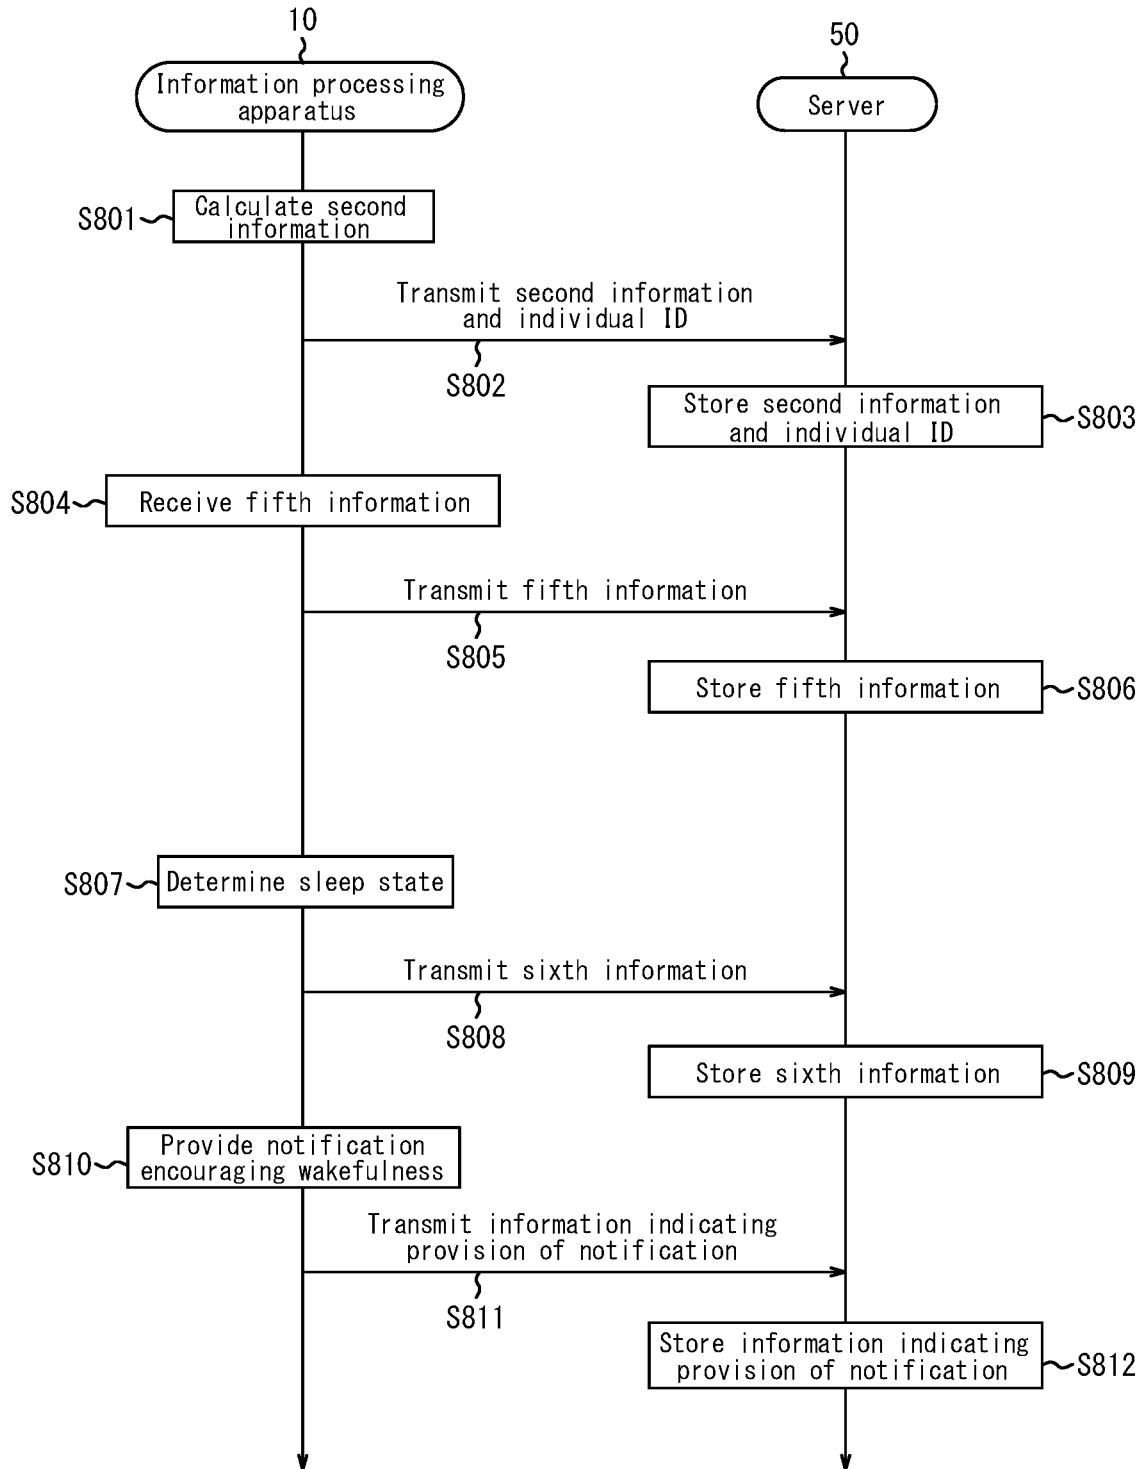 10
50
Information processing
apparatus
Server
S801
Calculate second
information
Transmit second information
and individual ID
S802
Store second information
and individual ID
S803
S804
Receive fifth information
Transmit fifth information
S805
Store fifth information
S806
S807
Determine sleep state
Transmit sixth information
S808
Store sixth information
S809
S810
Provide notification
encouraging wakefulness
Transmit information indicating
provision of notification
S811
Store information indicating
provision of notification
S812